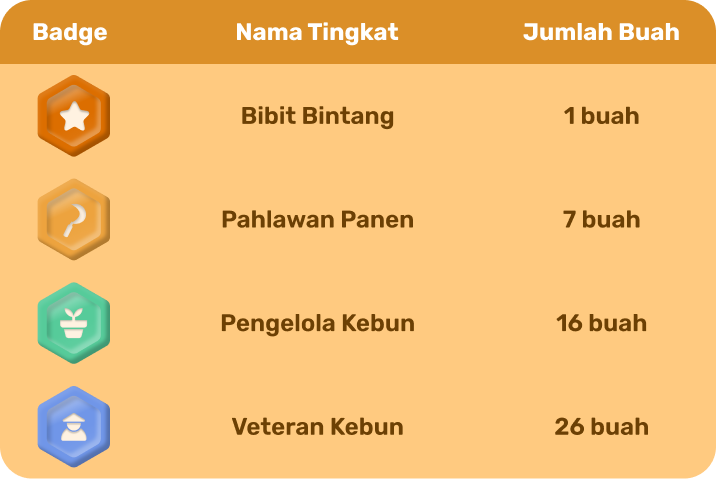 Badge Nama Tingkat Jumlah Buah
Bibit Bintang 1 buah
Pahlawan Panen 7 buah
Pengelola Kebun 16 buah
Veteran Kebun 26 buah